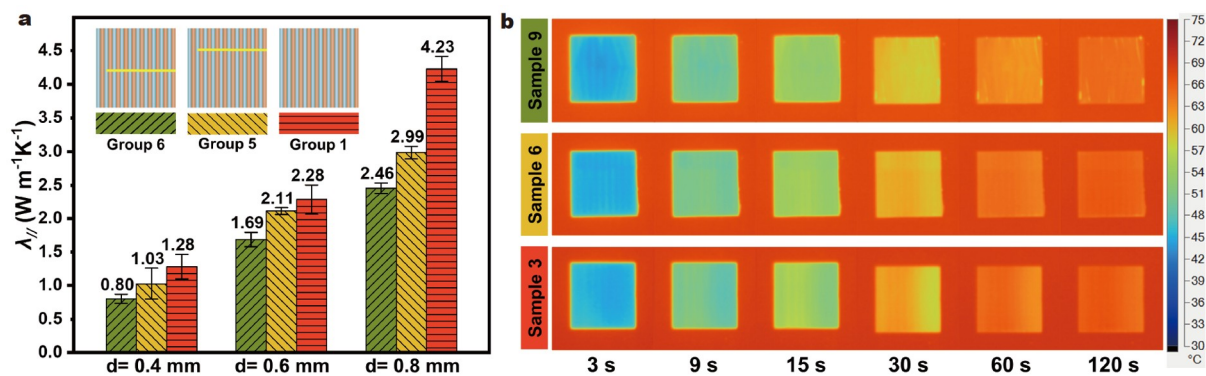 a
λ// (W m⁻¹K⁻¹)
4.5
4.0
3.5
3.0
2.5
2.0
1.5
1.0
0.5
0.0
Group 6
Group 5
Group 1
0.80
1.03
1.28
1.69
2.11
2.28
2.46
2.99
4.23
d= 0.4 mm
d= 0.6 mm
d= 0.8 mm
b
Sample 9
Sample 6
Sample 3
3 s
9 s
15 s
30 s
60 s
120 s
75
72
69
66
63
60
57
54
51
48
45
42
39
36
33
30
°C